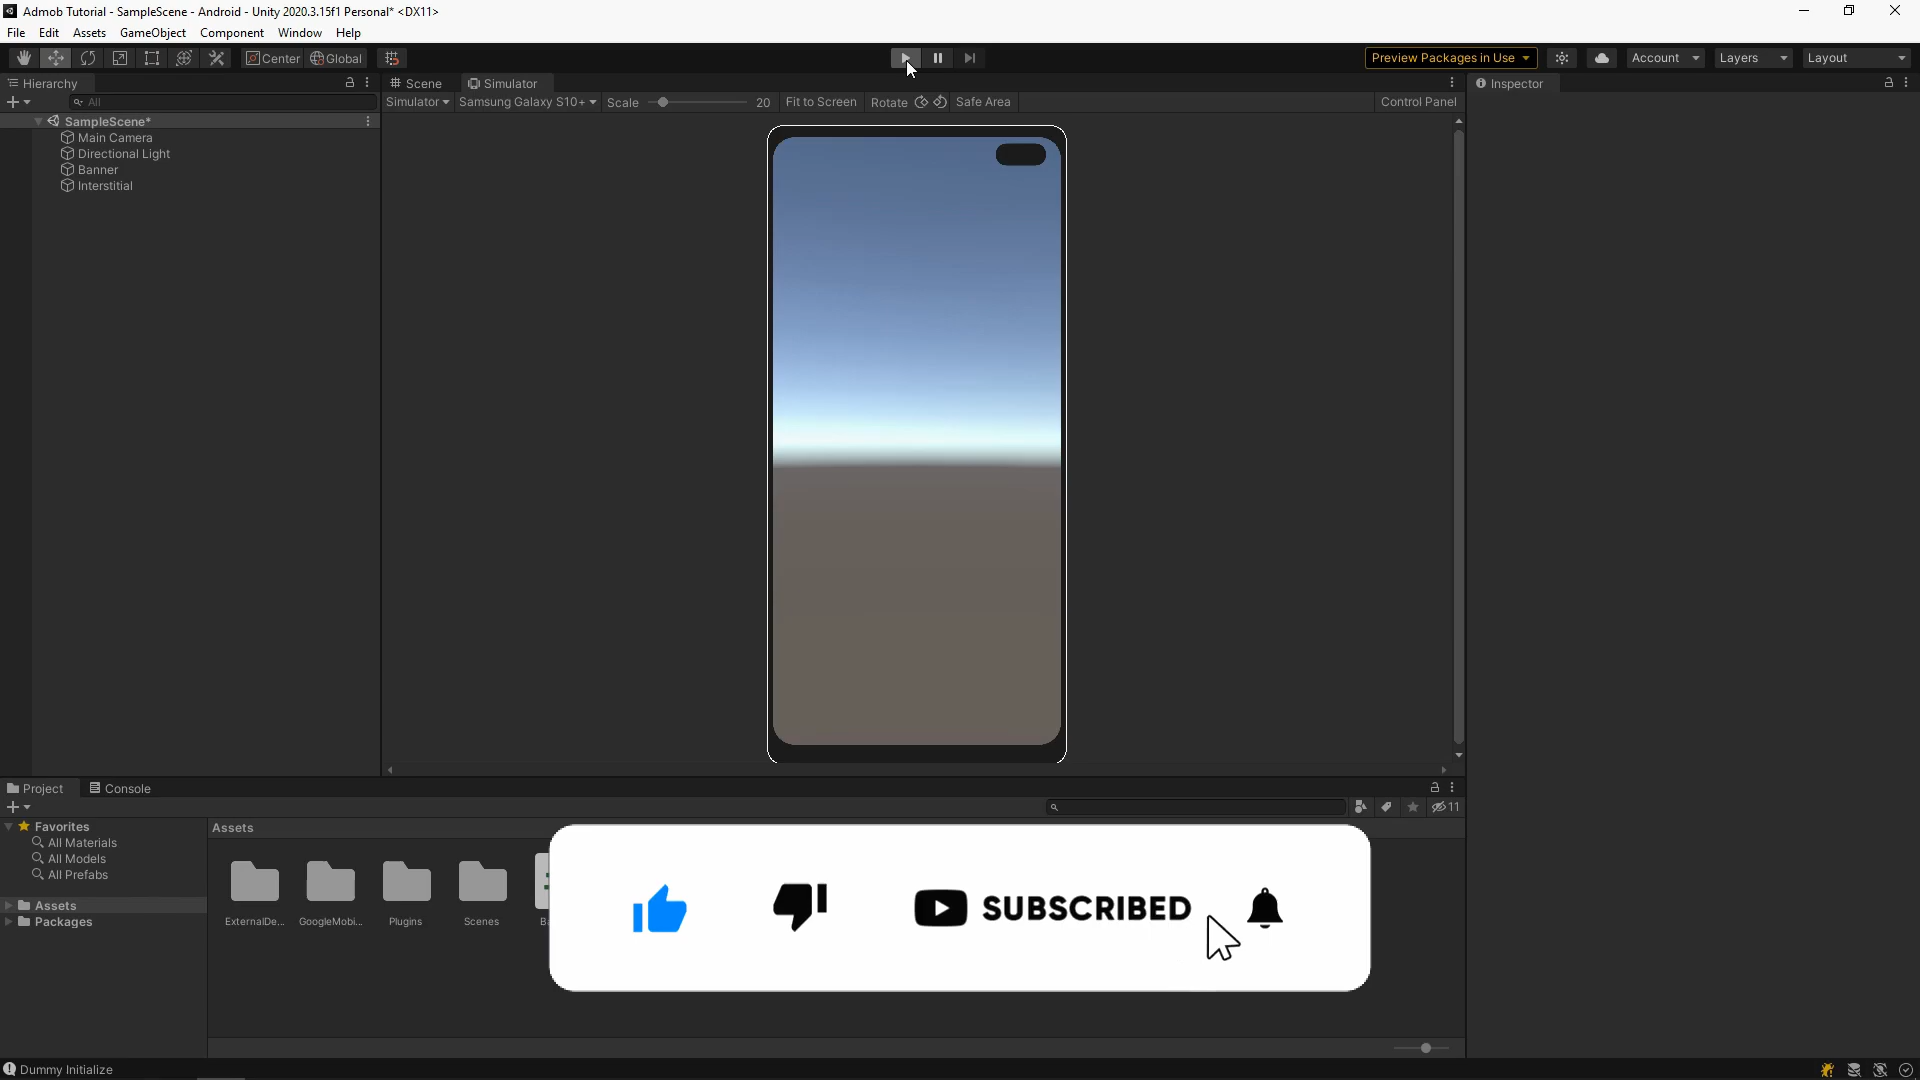 Admob Tutorial - SampleScene - Android - Unity 2020.3.15f1 Personal* <DX11>
File Edit Assets GameObject Component Window Help
Center Global
Preview Packages in Use Account Layers Layout
Hierarchy Scene Simulator Inspector
All Simulator Samsung Galaxy S10+ Scale 20 Fit to Screen Rotate Safe Area Control Panel
SampleScene*
Main Camera
Directional Light
Banner
Interstitial
Project Console
11
Favorites
All Materials
All Models
All Prefabs
Assets
Packages
Assets
ExternalDe... GoogleMobi... Plugins Scenes
SUBSCRIBED
Dummy Initialize